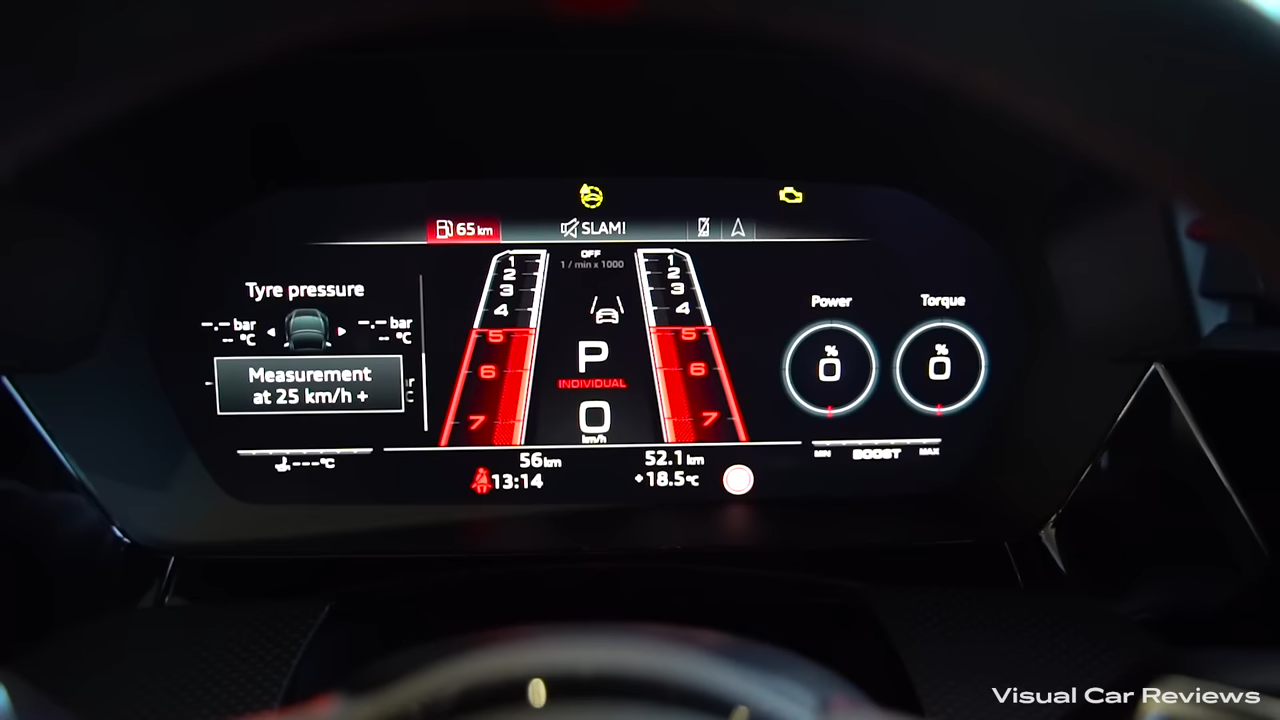 65 km
SLAM!
OFF
1 / min x 1000
1
2
3
4
5
6
7
1
2
3
4
5
6
7
Tyre pressure
--.- bar
-- °C
--.- bar
-- °C
Measurement
at 25 km/h +
P
INDIVIDUAL
0
km/h
Power
%
0
Torque
%
0
MIN BOOST MAX
---°C
56 km
52.1 km
13:14
+18.5°C
Visual Car Reviews